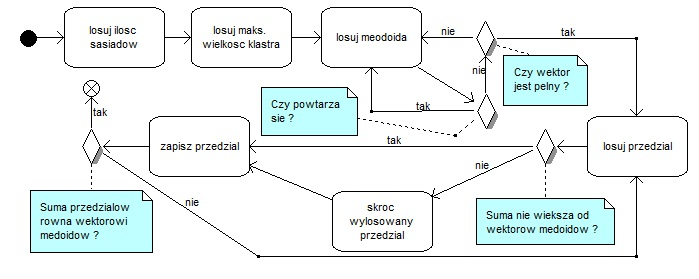 losuj ilosc
sasiadow
losuj maks.
wielkosc klastra
losuj meodoida
nie
tak
nie
Czy wektor
jest pelny ?
Czy powtarza
sie ?
tak
tak
zapisz przedzial
tak
losuj przedzial
nie
Suma przedzialow
rowna wektorowi
medoidow ?
nie
skroc
wylosowany
przedzial
Suma nie wieksza od
wektorow medoidow ?